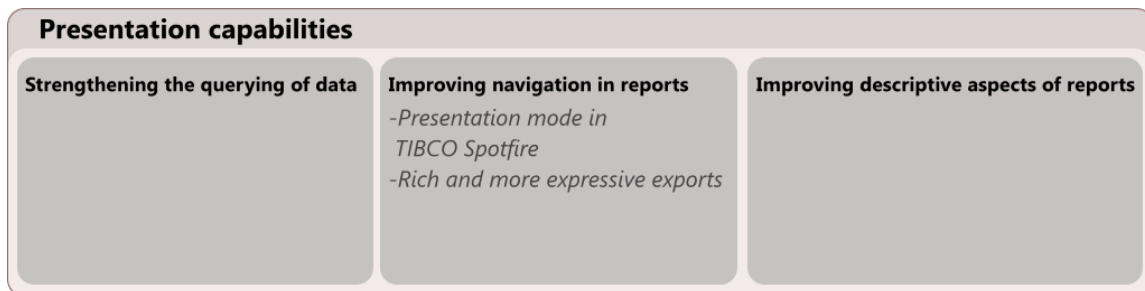 Presentation capabilities
Strengthening the querying of data
Improving navigation in reports
-Presentation mode in
TIBCO Spotfire
-Rich and more expressive exports
Improving descriptive aspects of reports